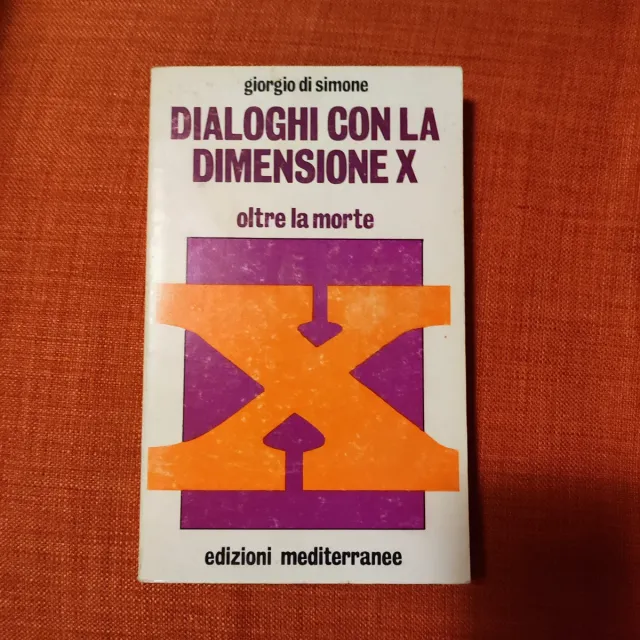 giorgio di simone
DIALOGHI CON LA
DIMENSIONE X
oltre la morte
X
edizioni mediterranee